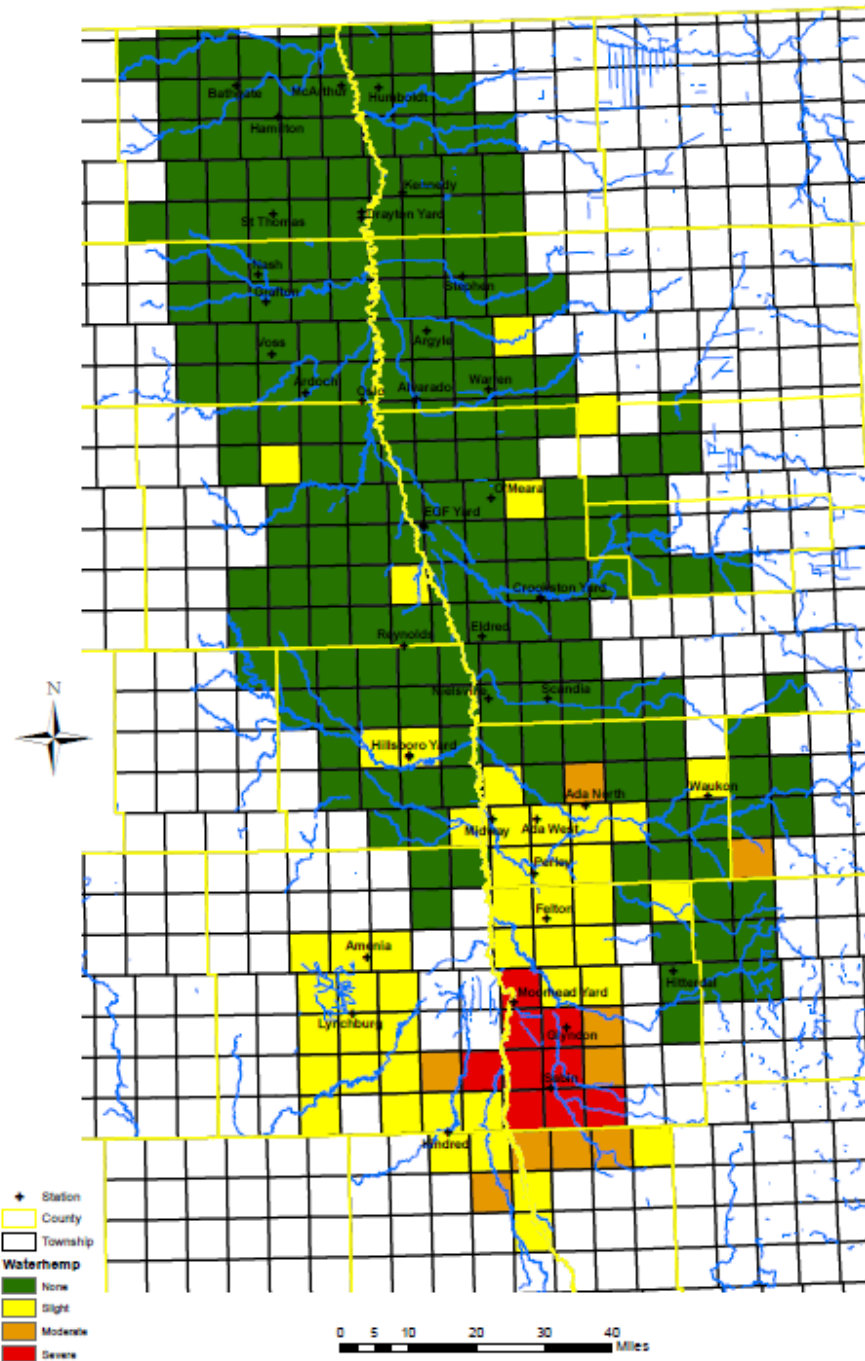 Bathgate
McArthur
Humboldt
Hamilton
Kennedy
St Thomas
Drayton Yard
Nash
Stephen
Grafton
Argyle
Voss
Ardoch
Warren
Alvarado
Oslo
O'Meara
EGF Yard
Crookston Yard
Eldred
Reynolds
Nielsville
Scandia
N
Hillsboro Yard
Waukon
Ada North
Midway
Ada West
Perley
Felton
Amenia
Hitterdal
Moorhead Yard
Lynchburg
Glyndon
Sabin
Kindred
Station
County
Township
Waterhemp
None
Slight
Moderate
Severe
0 5 10 20 30 40
Miles